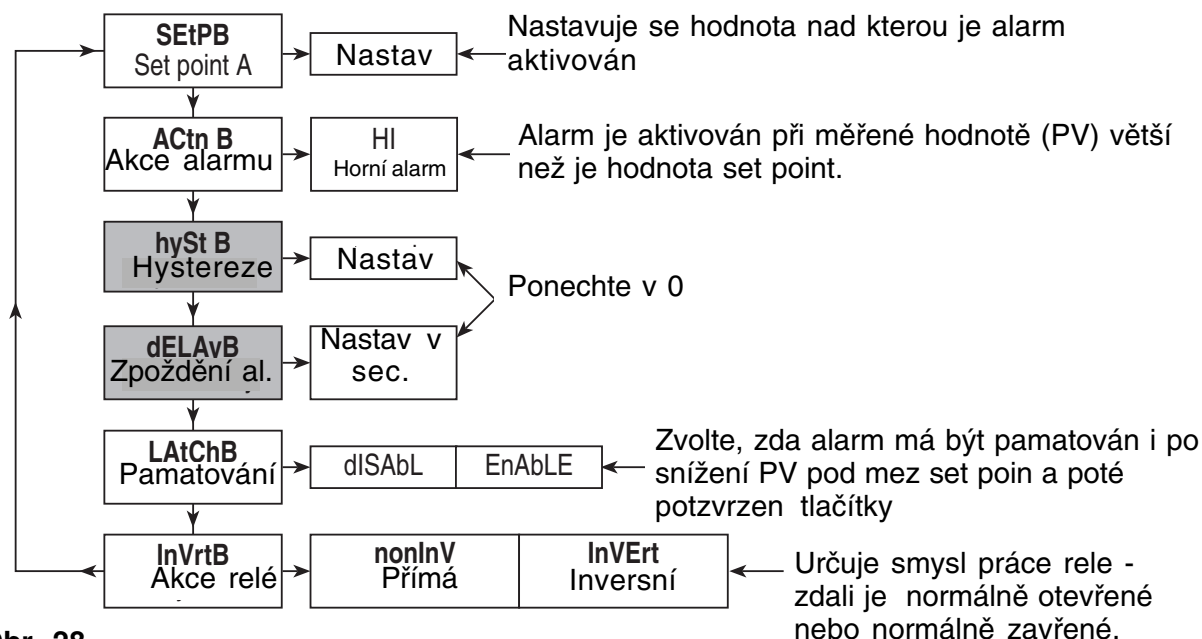 SEtPB
Set point A
Nastav
Nastavuje se hodnota nad kterou je alarm
aktivován
ACtn B
Akce alarmu
HI
Horní alarm
Alarm je aktivován při měřené hodnotě (PV) větší
než je hodnota set point.
hySt B
Hystereze
Nastav
Ponechte v 0
dELAvB
Zpoždění al.
Nastav v
sec.
LAtChB
Pamatování
dISAbL
EnAbLE
Zvolte, zda alarm má být pamatován i po
snížení PV pod mez set poin a poté
potzvrzen tlačítky
InVrtB
Akce relé
nonInV
Přímá
InVErt
Inversní
Určuje smysl práce rele -
zdali je normálně otevřené
nebo normálně zavřené.